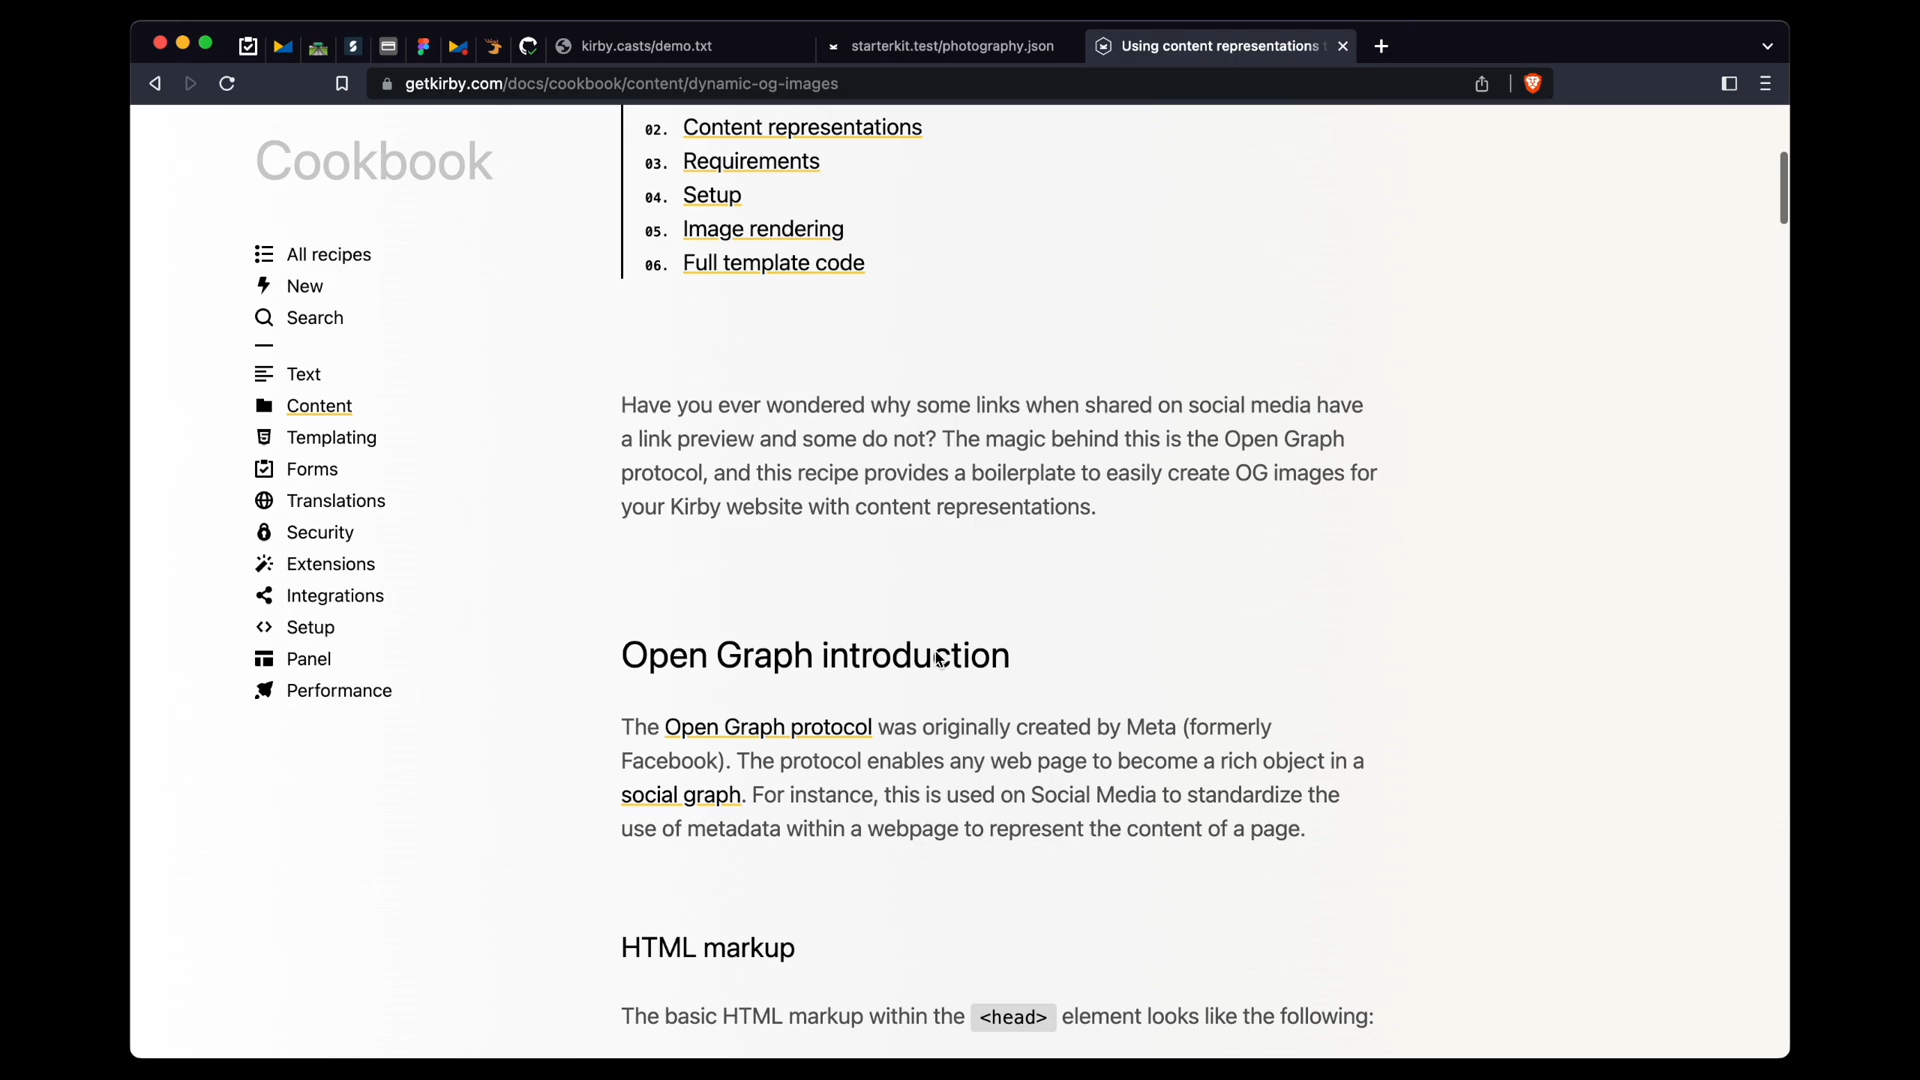 kirby.casts/demo.txt
starterkit.test/photography.json
Using content representations
getkirby.com/docs/cookbook/content/dynamic-og-images
Cookbook
All recipes
New
Search
Text
Content
Templating
Forms
Translations
Security
Extensions
Integrations
Setup
Panel
Performance
02. Content representations
03. Requirements
04. Setup
05. Image rendering
06. Full template code
Have you ever wondered why some links when shared on social media have
a link preview and some do not? The magic behind this is the Open Graph
protocol, and this recipe provides a boilerplate to easily create OG images for
your Kirby website with content representations.
Open Graph introduction
The Open Graph protocol was originally created by Meta (formerly
Facebook). The protocol enables any web page to become a rich object in a
social graph. For instance, this is used on Social Media to standardize the
use of metadata within a webpage to represent the content of a page.
HTML markup
The basic HTML markup within the <head> element looks like the following: